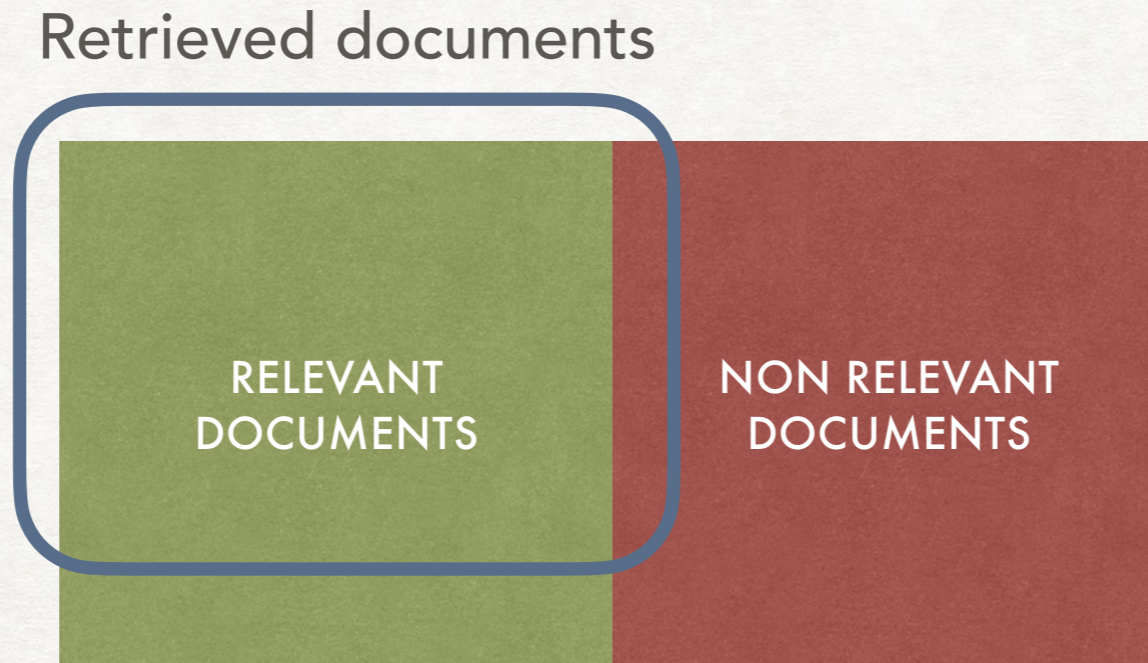 Retrieved documents
RELEVANT
DOCUMENTS
NON RELEVANT
DOCUMENTS